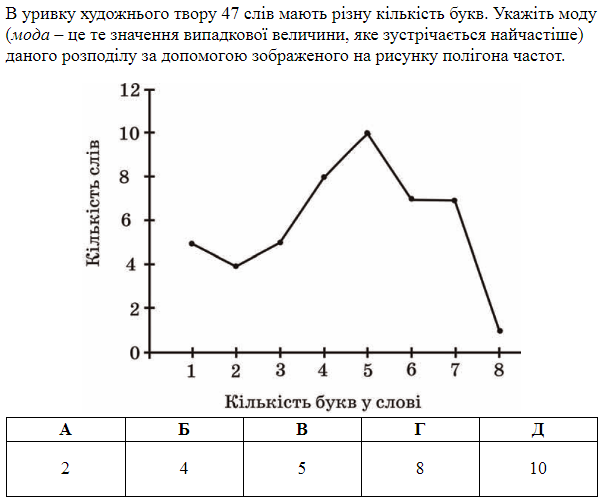 В уривку художнього твору 47 слів мають різну кількість букв. Укажіть моду
(мода – це те значення випадкової величини, яке зустрічається найчастіше)
даного розподілу за допомогою зображеного на рисунку полігона частот.
Кількість слів
12
10
8
6
4
2
0
1 2 3 4 5 6 7 8
Кількість букв у слові
А Б В Г Д
2 4 5 8 10